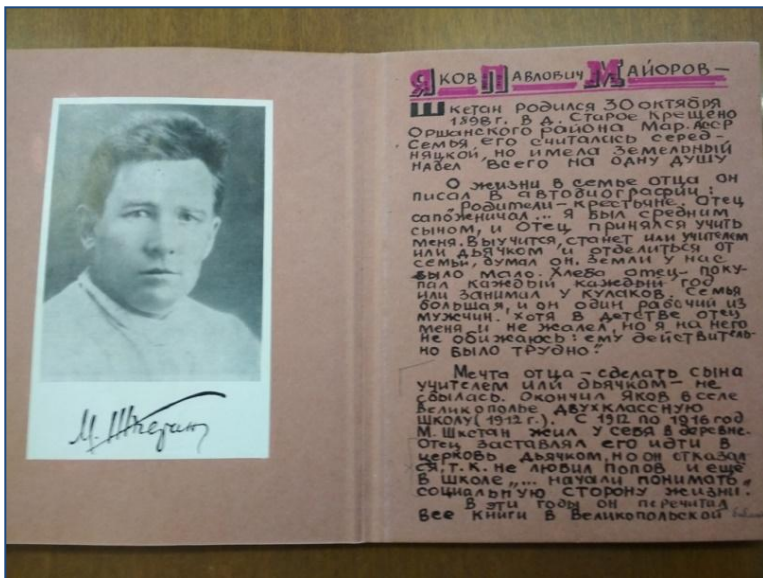 М. Шкетан
Яков Павлович Майоров —
Шкетан родился 30 октября
1898 г. в д. Старое Крещено
Оршанского района Мар. АССР
Семья, его считалась серед-
няцкой, но имела земельный
надел всего на одну душу
О жизни в семье отца он
писал в автобиографии:
"Родители – крестьяне. Отец
сапожничал... Я был средним
сыном, и отец принялся учить
меня. Выучится, станет или учителем
или дьячком и отделиться от
семьи, думал он. Земли у нас
было мало. Хлеба отец поку-
пал каждый каждый год
или занимал у кулаков. Семья
большая, и он один рабочий из
мужчин. Хотя в детстве отец
меня и не жалел, но я на него
не обижаюсь: ему действитель-
но было трудно."
Мечта отца – сделать сына
учителем или дьячком – не
сбылась. Окончил Яков в селе
Великополье двухклассную
школу (1912 г.). С 1912 по 1916 год
М. Шкетан жил у себя в деревне.
Отец заставлял его идти в
церковь дьячком, но он отказал
ся, т. к. не любил попов и ещё
в школе „... начали понимать
социальную сторону жизни.
В эти годы он перечитал
все книги в Великопольской